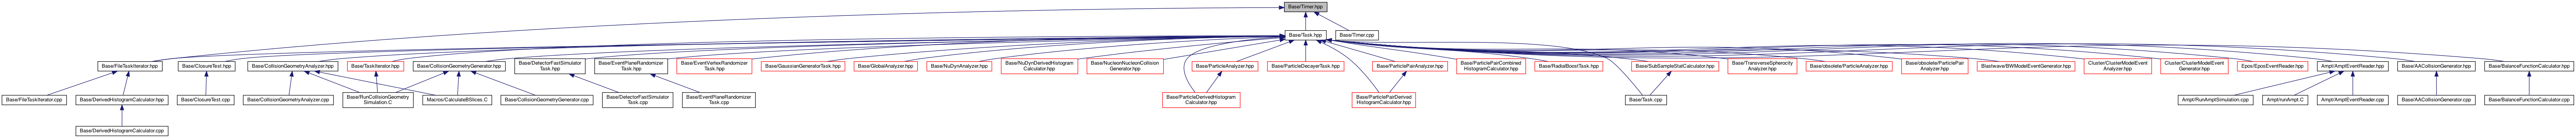 Base/Timer.hpp
Base/Task.hpp
Base/Timer.cpp
Base/FileTaskIterator.hpp
Base/ClosureTest.hpp
Base/CollisionGeometryAnalyzer.hpp
Base/TaskIterator.hpp
Base/CollisionGeometryGenerator.hpp
Base/DetectorFastSimulator
Task.hpp
Base/EventPlaneRandomizer
Task.hpp
Base/EventVertexRandomizer
Task.hpp
Base/GaussianGeneratorTask.hpp
Base/GlobalAnalyzer.hpp
Base/NuDynAnalyzer.hpp
Base/NuDynDerivedHistogram
Calculator.hpp
Base/NucleonNucleonCollision
Generator.hpp
Base/ParticleAnalyzer.hpp
Base/ParticleDecayerTask.hpp
Base/ParticlePairAnalyzer.hpp
Base/ParticlePairCombined
HistogramCalculator.hpp
Base/RadialBoostTask.hpp
Base/SubSampleStatCalculator.hpp
Base/TransverseSphericity
Analyzer.hpp
Base/obsolete/ParticleAnalyzer.hpp
Base/obsolete/ParticlePair
Analyzer.hpp
Blastwave/BWModelEventGenerator.hpp
Cluster/ClusterModelEvent
Analyzer.hpp
Cluster/ClusterModelEvent
Generator.hpp
Epos/EposEventReader.hpp
Ampt/AmptEventReader.hpp
Base/AACollisionGenerator.hpp
Base/BalanceFunctionCalculator.hpp
Base/FileTaskIterator.cpp
Base/DerivedHistogramCalculator.hpp
Base/ClosureTest.cpp
Base/CollisionGeometryAnalyzer.cpp
Base/RunCollisionGeometry
Simulation.C
Macros/CalculateBSlices.C
Base/CollisionGeometryGenerator.cpp
Base/DetectorFastSimulator
Task.cpp
Base/EventPlaneRandomizer
Task.cpp
Base/ParticleDerivedHistogram
Calculator.hpp
Base/ParticlePairDerived
HistogramCalculator.hpp
Base/Task.cpp
Ampt/RunAmptSimulation.cpp
Ampt/runAmpt.C
Ampt/AmptEventReader.cpp
Base/AACollisionGenerator.cpp
Base/BalanceFunctionCalculator.cpp
Base/DerivedHistogramCalculator.cpp